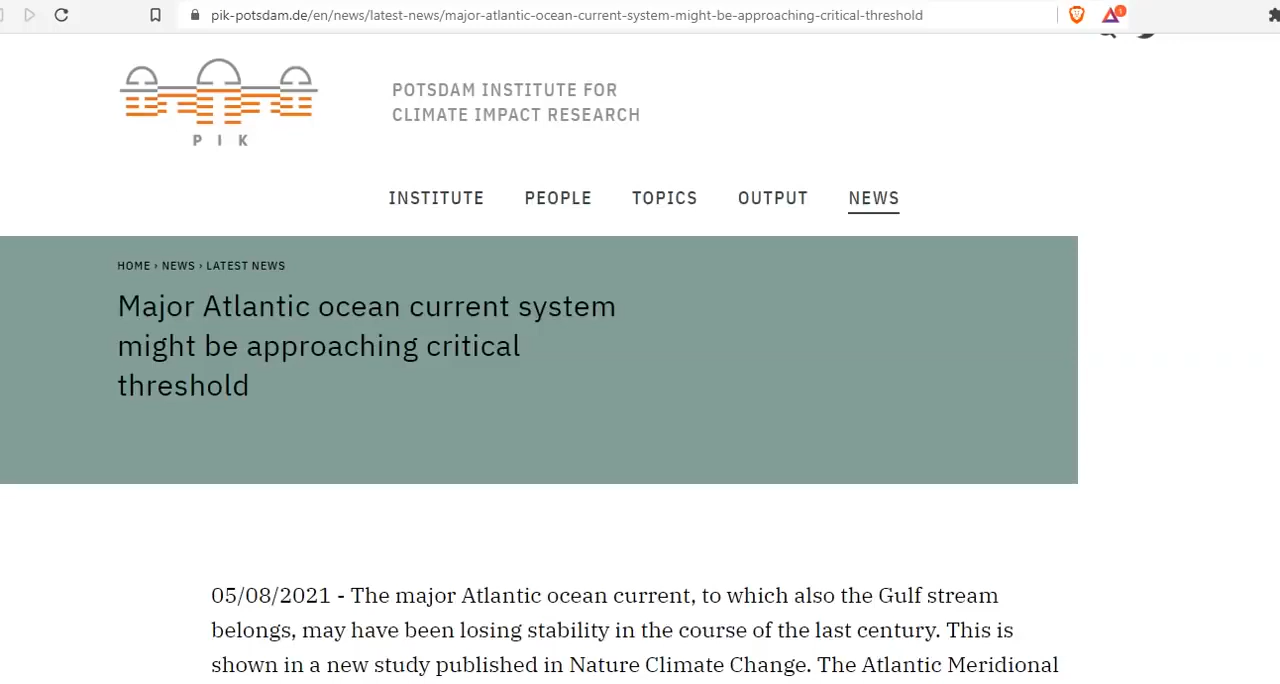 pik-potsdam.de/en/news/latest-news/major-atlantic-ocean-current-system-might-be-approaching-critical-threshold
1
PIK
POTSDAM INSTITUTE FOR
CLIMATE IMPACT RESEARCH
INSTITUTE PEOPLE TOPICS OUTPUT NEWS
HOME › NEWS › LATEST NEWS
Major Atlantic ocean current system
might be approaching critical
threshold
05/08/2021 - The major Atlantic ocean current, to which also the Gulf stream
belongs, may have been losing stability in the course of the last century. This is
shown in a new study published in Nature Climate Change. The Atlantic Meridional